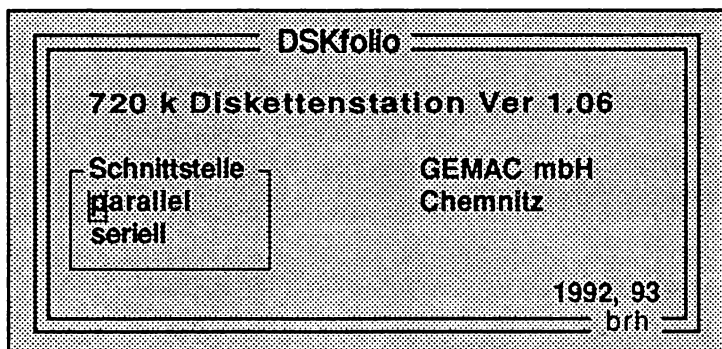 DSKfolio
720 k Diskettenstation Ver 1.06
Schnittstelle
parallel
seriell
GEMAC mbH
Chemnitz
1992, 93
brh